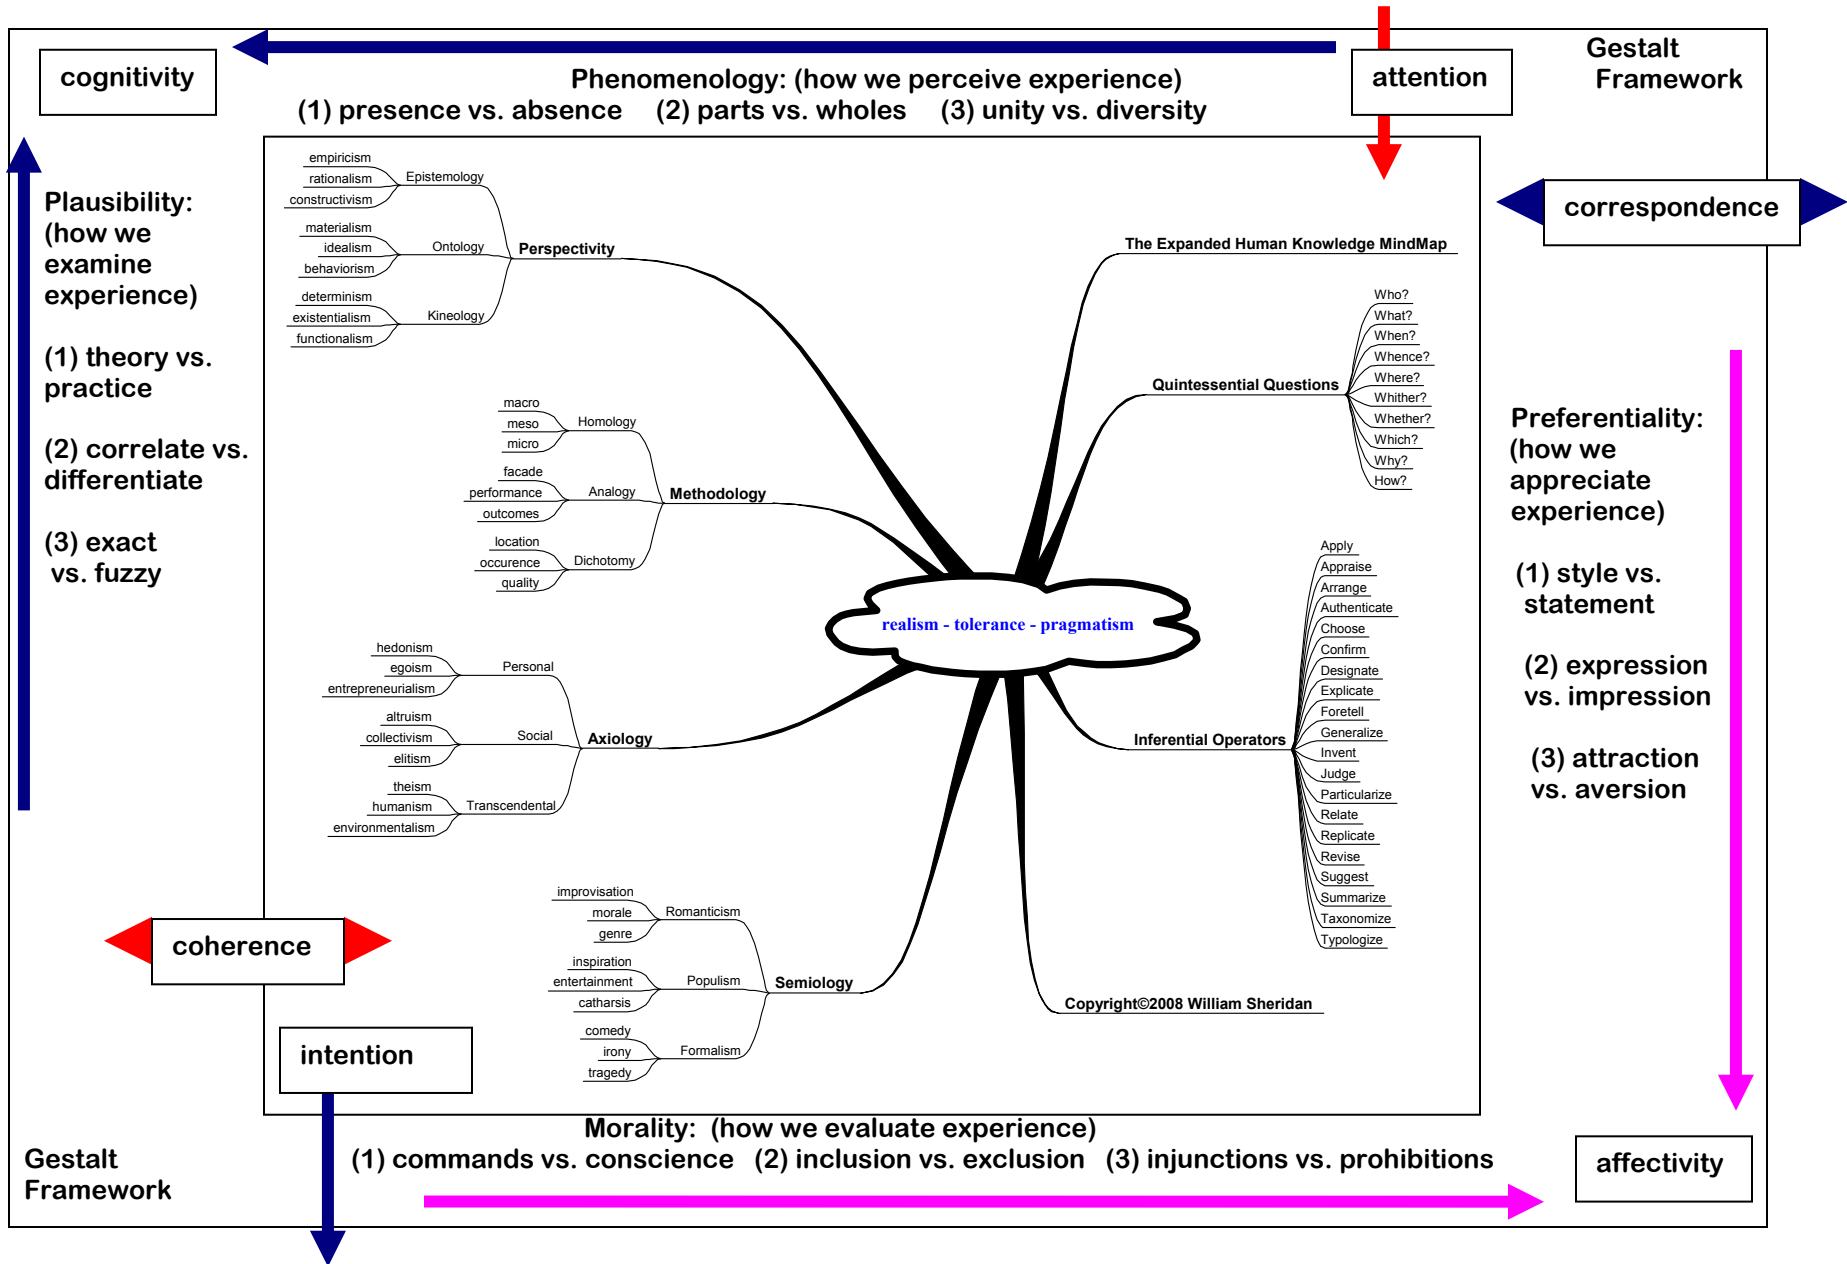 Gestalt
Framework
cognitivity
attention
Phenomenology: (how we perceive experience)
(1) presence vs. absence (2) parts vs. wholes (3) unity vs. diversity
Plausibility:
(how we
examine
experience)
(1) theory vs.
practice
(2) correlate vs.
differentiate
(3) exact
vs. fuzzy
correspondence
Preferentiality:
(how we
appreciate
experience)
(1) style vs.
statement
(2) expression
vs. impression
(3) attraction
vs. aversion
empiricism
rationalism
constructivism
Epistemology
materialism
idealism
behaviorism
Ontology
determinism
existentialism
functionalism
Kineology
Perspectivity
macro
meso
micro
Homology
facade
performance
outcomes
Analogy
location
occurence
quality
Dichotomy
Methodology
hedonism
egoism
entrepreneurialism
Personal
altruism
collectivism
elitism
Social
theism
humanism
environmentalism
Transcendental
Axiology
improvisation
morale
genre
Romanticism
inspiration
entertainment
catharsis
Populism
comedy
irony
tragedy
Formalism
Semiology
realism - tolerance - pragmatism
The Expanded Human Knowledge MindMap
Quintessential Questions
Who?
What?
When?
Whence?
Where?
Whither?
Whether?
Which?
Why?
How?
Inferential Operators
Apply
Appraise
Arrange
Authenticate
Choose
Confirm
Designate
Explicate
Foretell
Generalize
Invent
Judge
Particularize
Relate
Replicate
Revise
Suggest
Summarize
Taxonomize
Typologize
Copyright©2008 William Sheridan
coherence
intention
Morality: (how we evaluate experience)
(1) commands vs. conscience (2) inclusion vs. exclusion (3) injunctions vs. prohibitions
Gestalt
Framework
affectivity